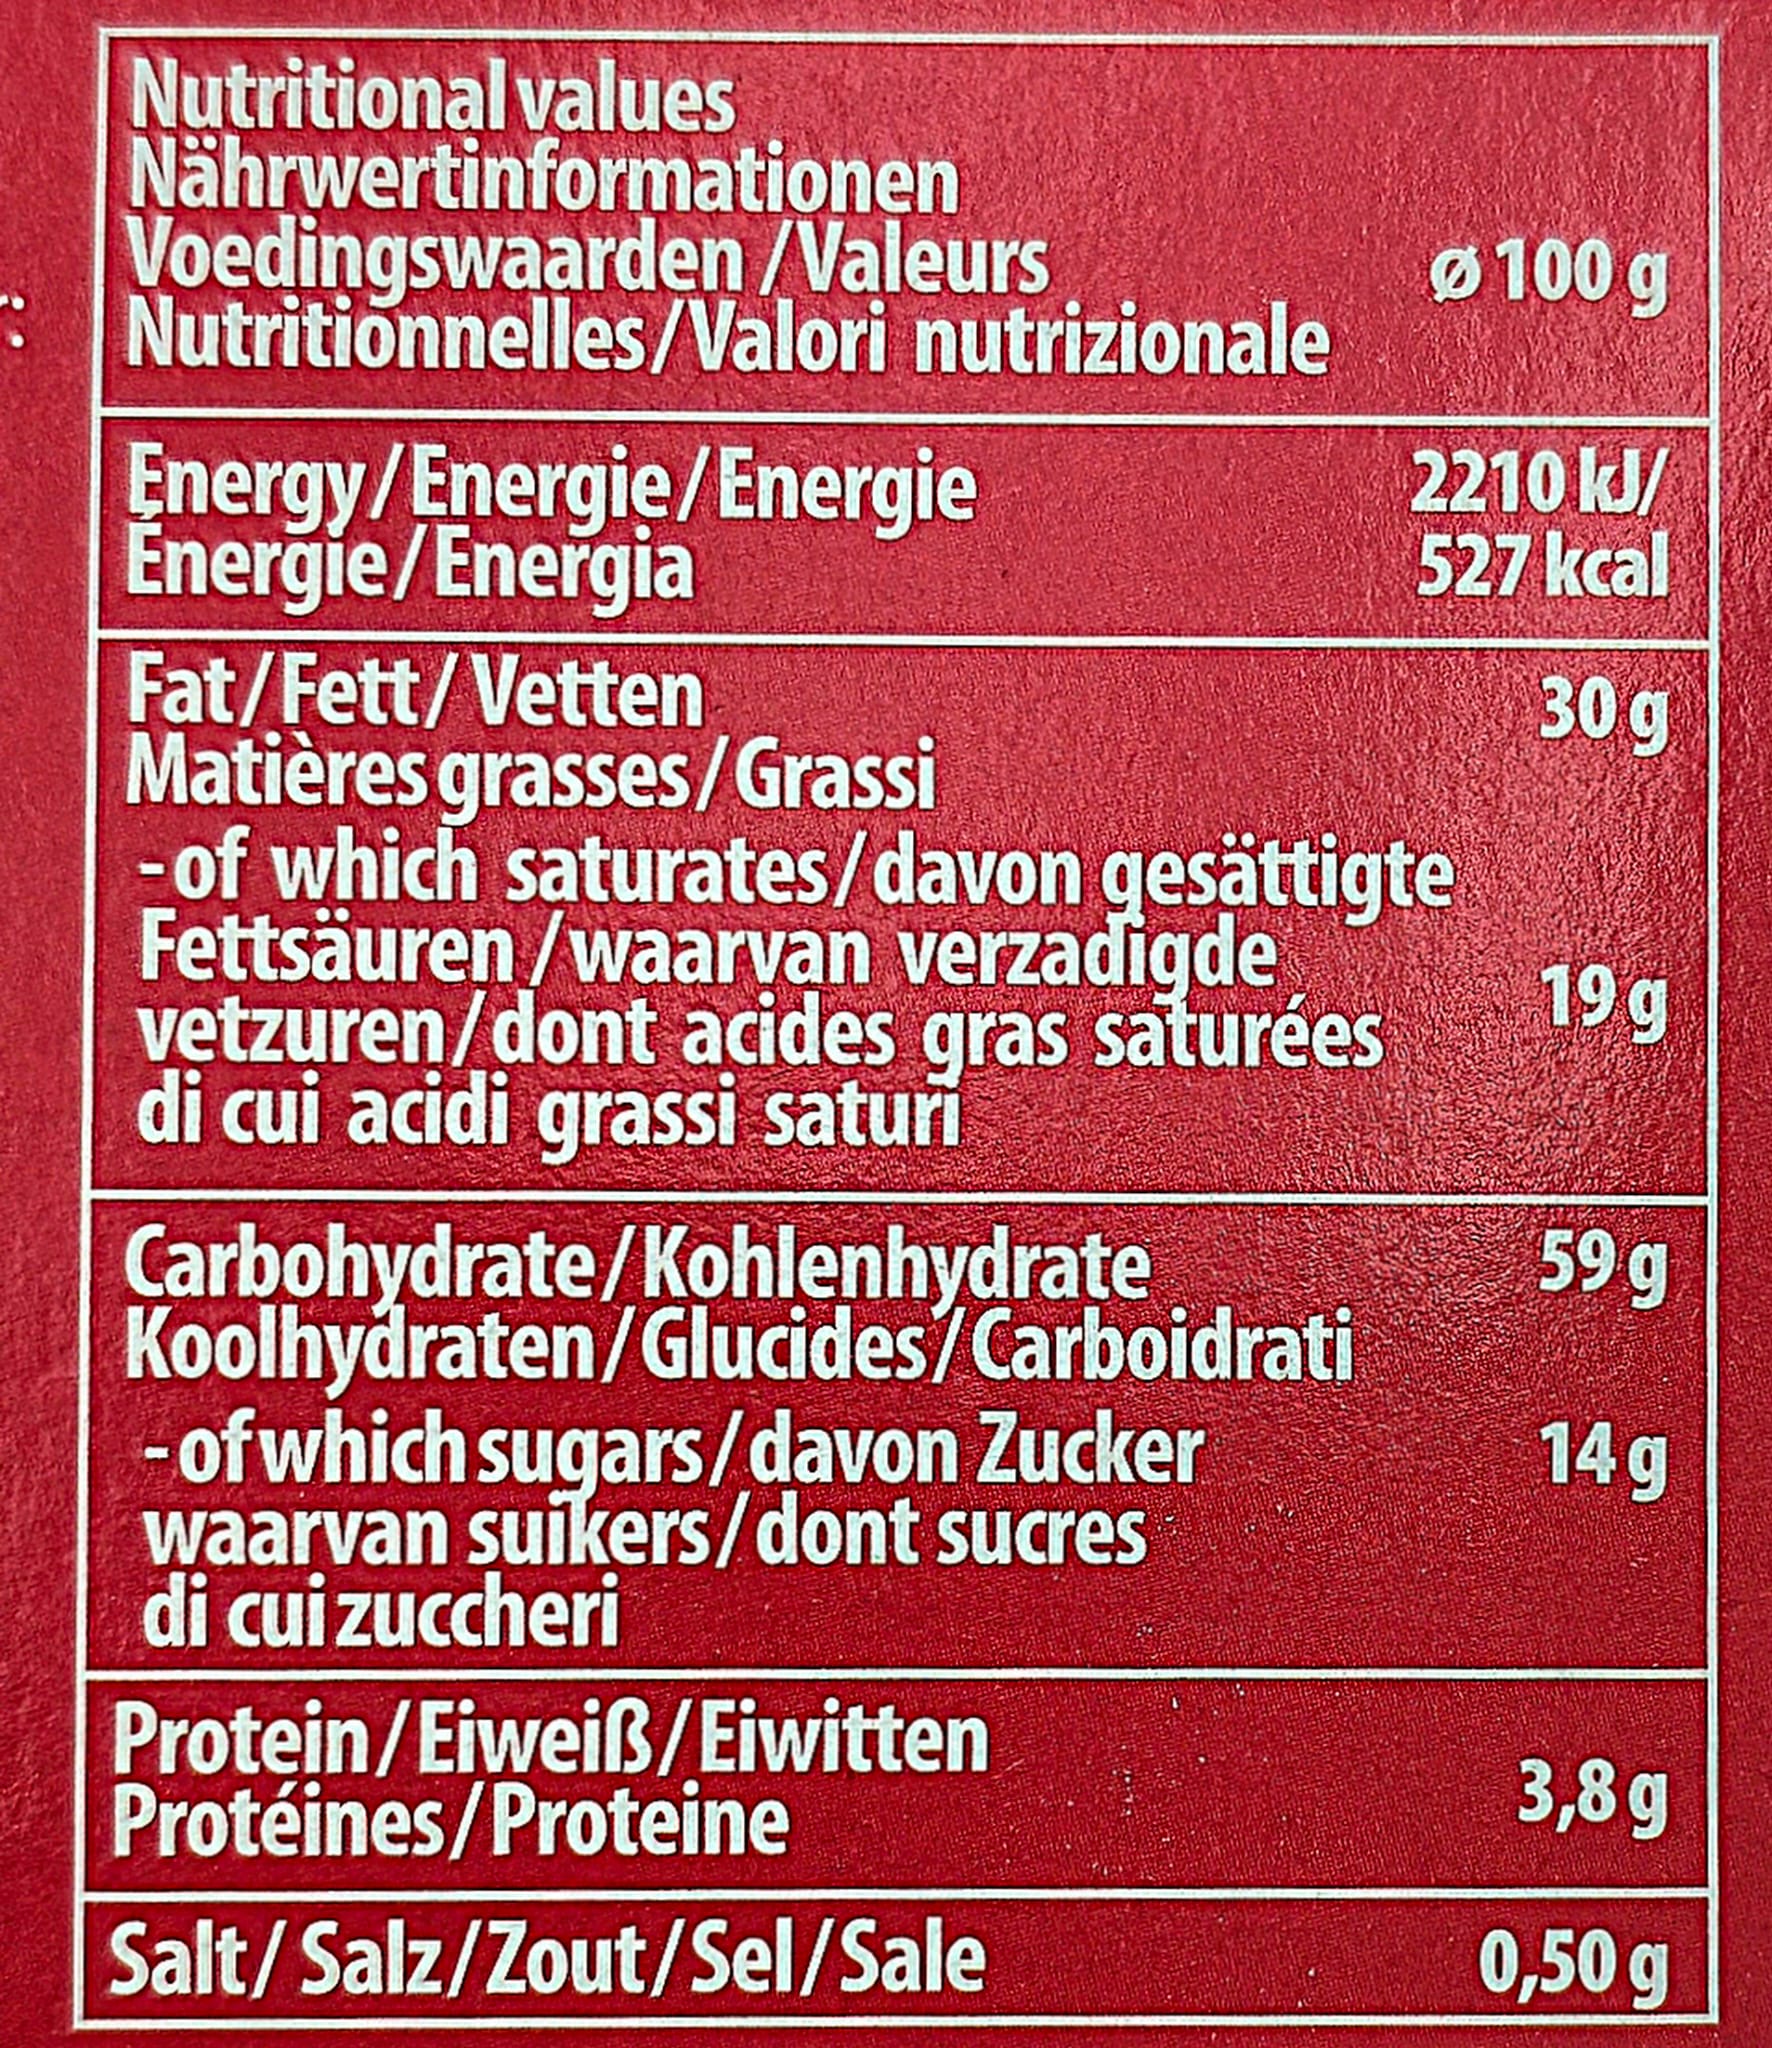 Nutritional values
Nährwertinformationen
Voedingswaarden/Valeurs
Nutritionnelles/Valori nutrizionale
ø 100 g
Energy/Energie/Energie
Énergie/Energia
2210 kJ/
527 kcal
Fat/Fett/Vetten
Matières grasses/Grassi
30 g
- of which saturates/davon gesättigte
Fettsäuren/waarvan verzadigde
vetzuren/dont acides gras saturées
di cui acidi grassi saturi
19 g
Carbohydrate/Kohlenhydrate
Koolhydraten/Glucides/Carboidrati
59 g
- of which sugars/davon Zucker
waarvan suikers/dont sucres
di cui zuccheri
14 g
Protein/Eiweiß/Eiwitten
Protéines/Proteine
3,8 g
Salt/Salz/Zout/Sel/Sale
0,50 g